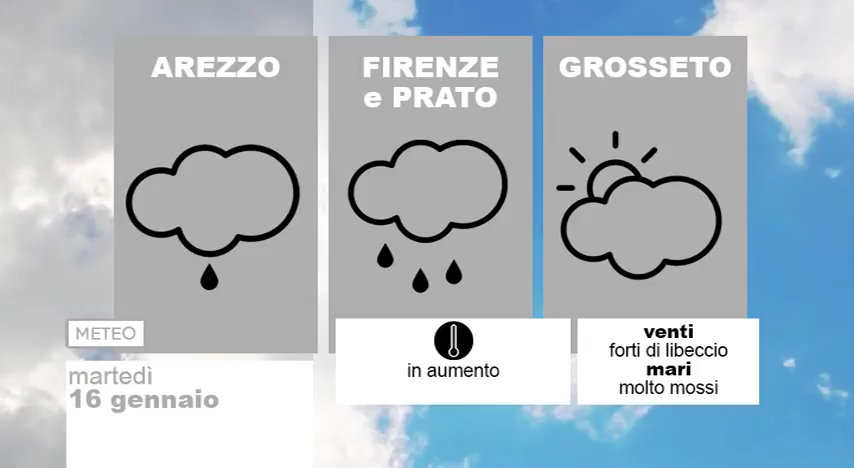 AREZZO
FIRENZE
e PRATO
GROSSETO
METEO
martedì
16 gennaio
in aumento
venti
forti di libeccio
mari
molto mossi